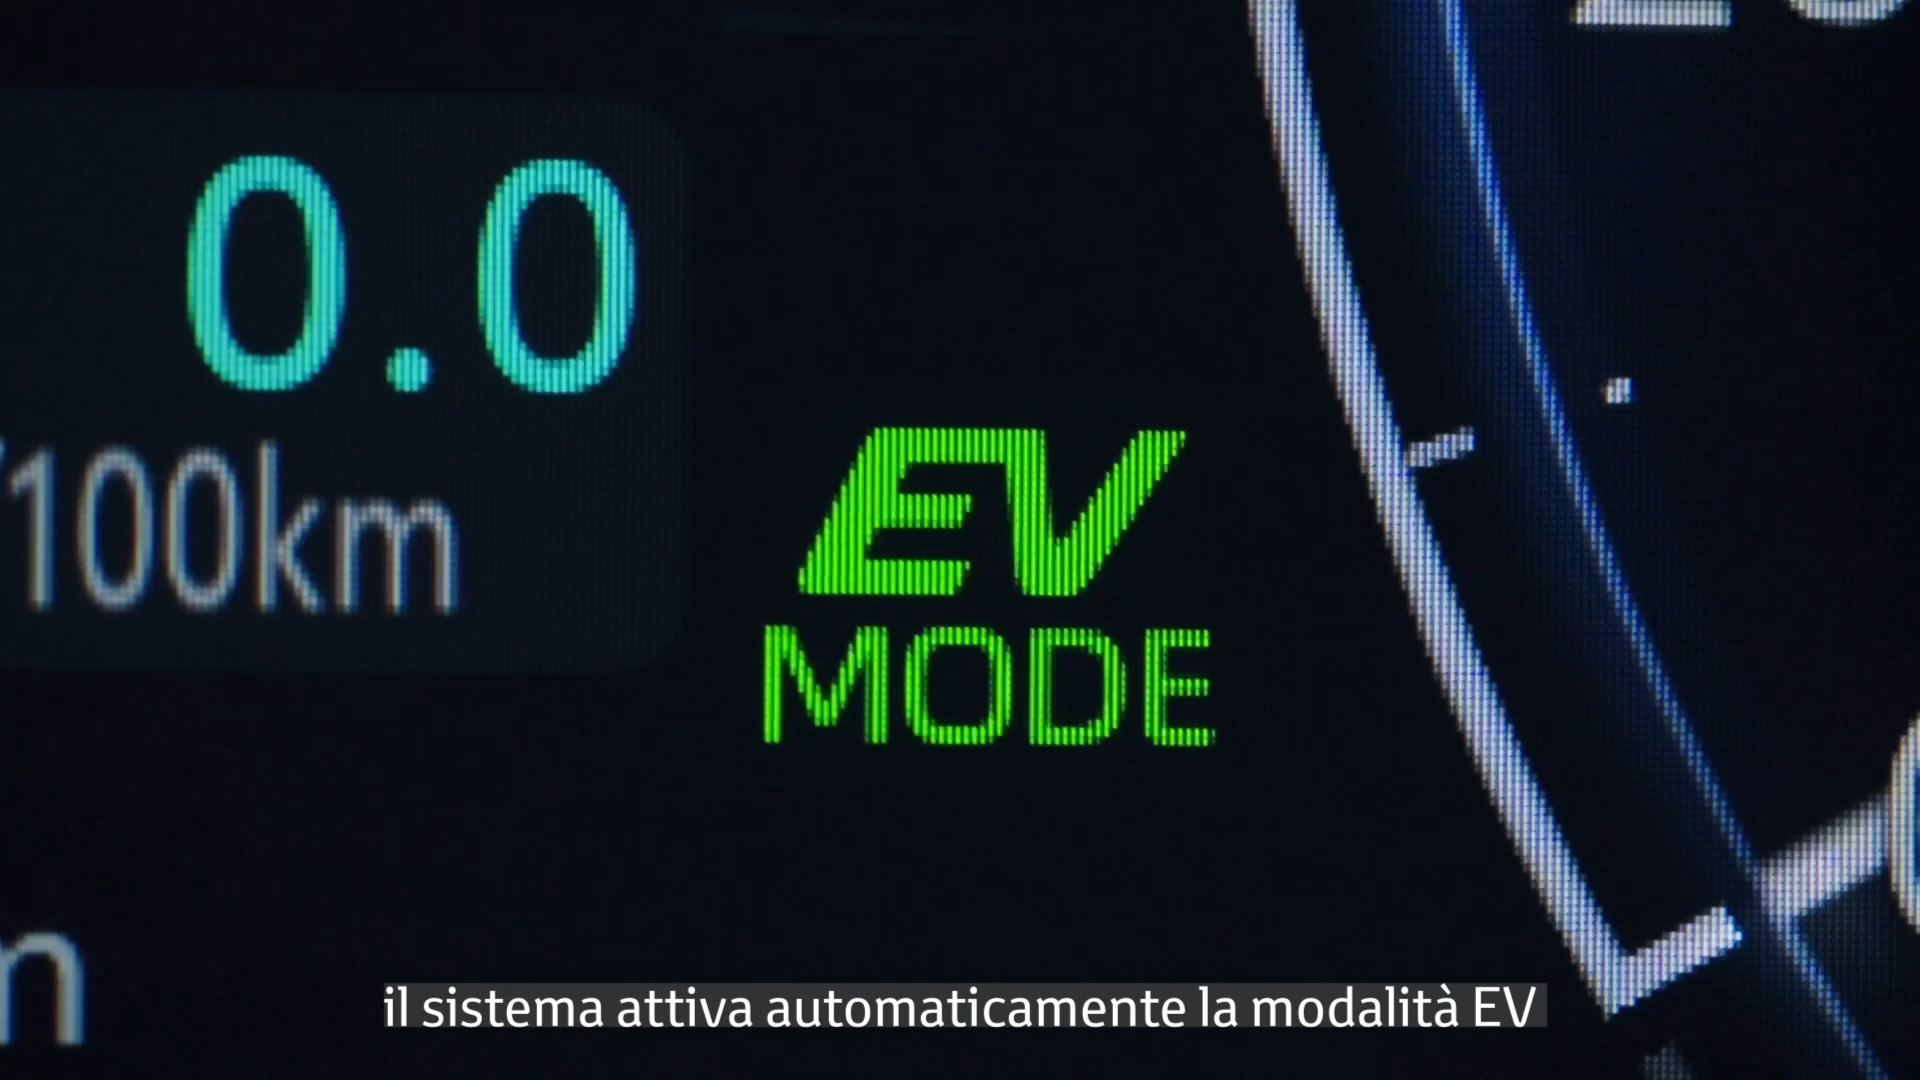 0.0
/100km
EV
MODE
il sistema attiva automaticamente la modalità EV